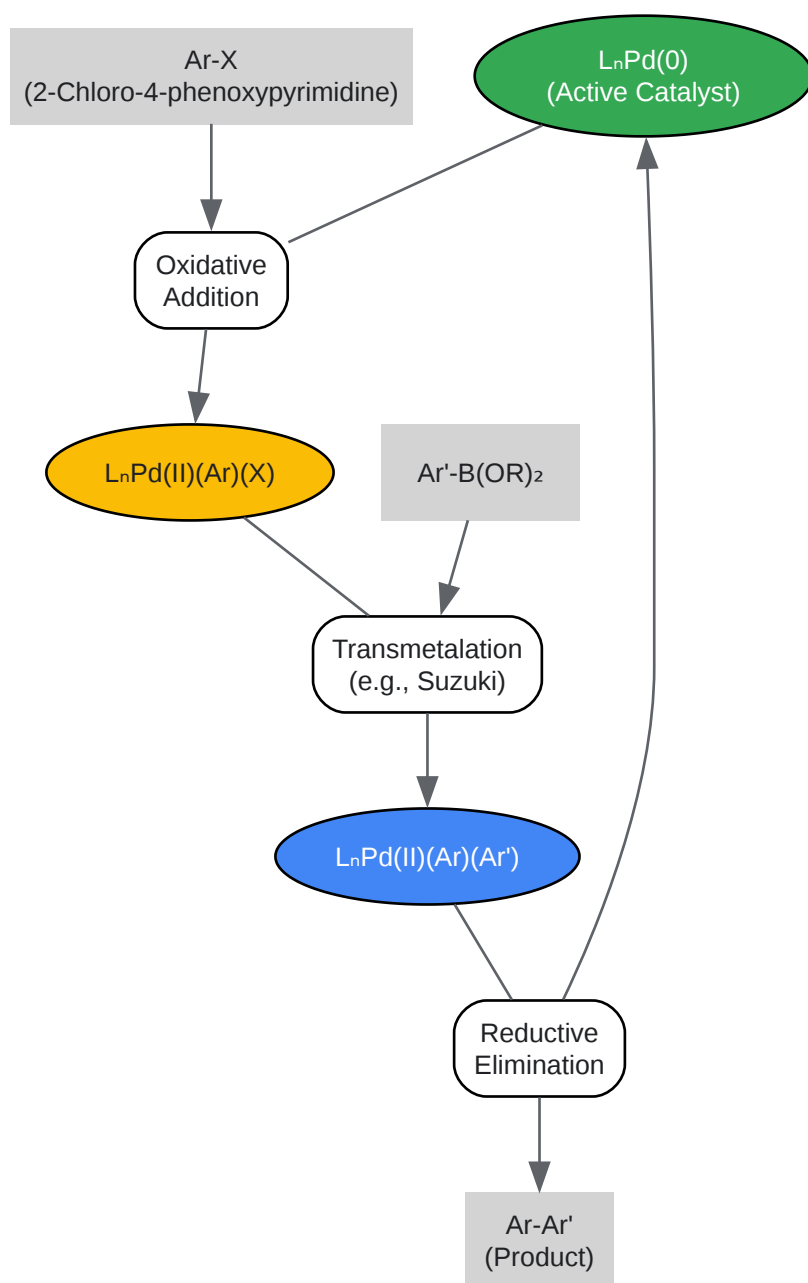 Ar-X
(2-Chloro-4-phenoxypyrimidine)
LₙPd(0)
(Active Catalyst)
Oxidative
Addition
LₙPd(II)(Ar)(X)
Ar'-B(OR)₂
Transmetalation
(e.g., Suzuki)
LₙPd(II)(Ar)(Ar')
Reductive
Elimination
Ar-Ar'
(Product)